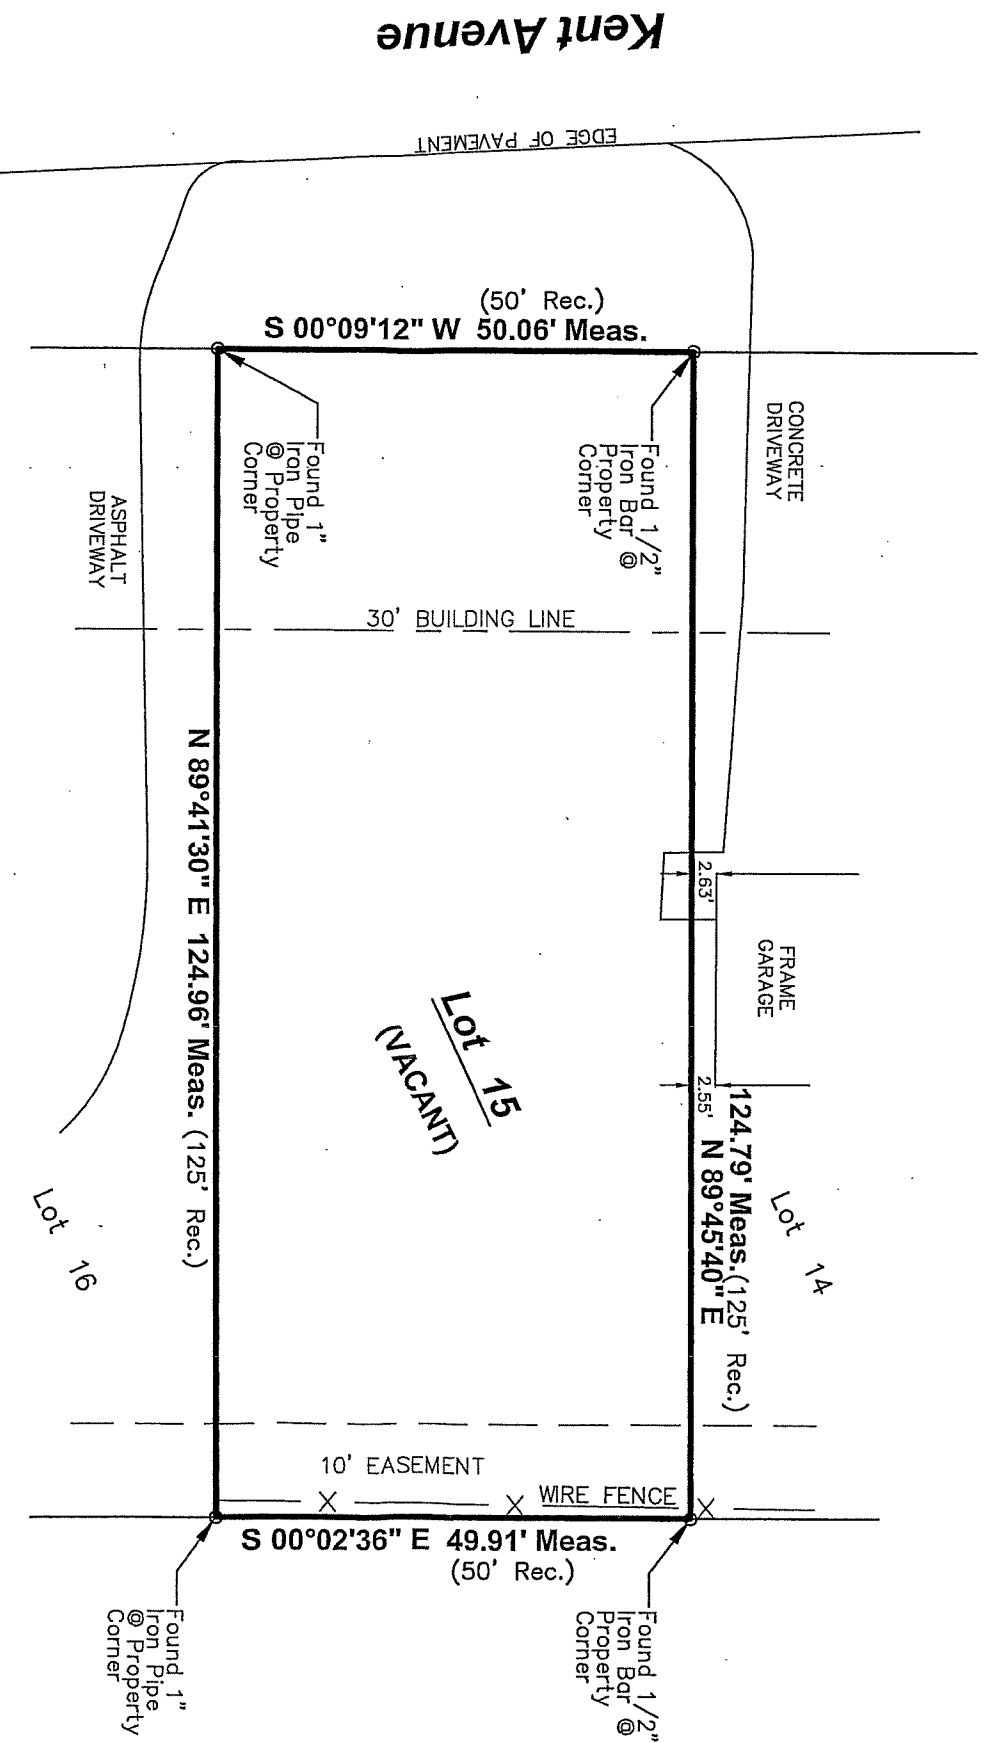 Kent Avenue
EDGE OF PAVEMENT
(50' Rec.)
S 00°09'12" W 50.06' Meas.
Found 1"
Iron Pipe
@ Property
Corner
Found 1/2"
Iron Bar @
Property
Corner
CONCRETE
DRIVEWAY
ASPHALT
DRIVEWAY
30' BUILDING LINE
N 89°41'30" E 124.96' Meas. (125' Rec.)
2.63'
FRAME
GARAGE
2.55'
124.79' Meas.(125' Rec.)
N 89°45'40" E
Lot 15
(VACANT)
Lot 16
Lot 14
10' EASEMENT
WIRE FENCE
S 00°02'36" E 49.91' Meas.
(50' Rec.)
Found 1"
Iron Pipe
@ Property
Corner
Found 1/2"
Iron Bar @
Property
Corner